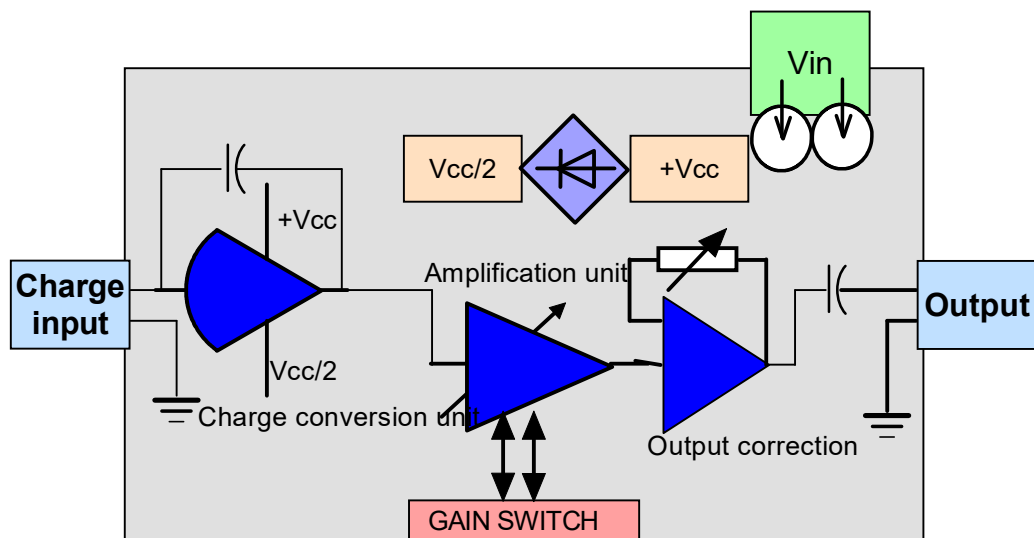 Vin
Vcc/2
+Vcc
+Vcc
Charge
input
Amplification unit
Output
Vcc/2
Charge conversion unit
Output correction
GAIN SWITCH